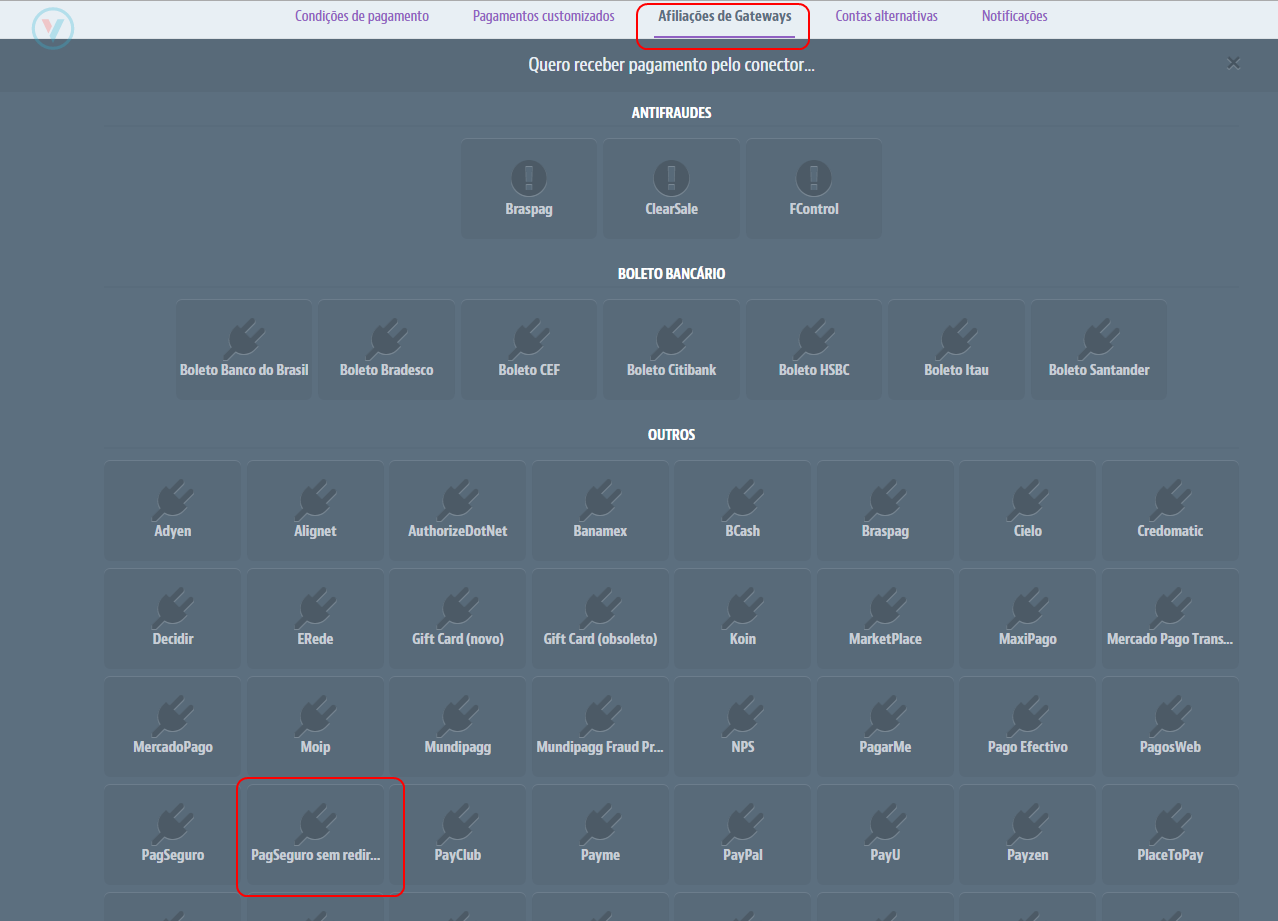 Condições de pagamento
Pagamentos customizados
Afiliações de Gateways
Contas alternativas
Notificações
Quero receber pagamento pelo conector...
ANTIFRAUDES
Braspag
ClearSale
FControl
BOLETO BANCÁRIO
Boleto Banco do Brasil
Boleto Bradesco
Boleto CEF
Boleto Citibank
Boleto HSBC
Boleto Itau
Boleto Santander
OUTROS
Adyen
Alignet
AuthorizeDotNet
Banamex
BCash
Braspag
Cielo
Credomatic
Decidir
ERede
Gift Card (novo)
Gift Card (obsoleto)
Koin
MarketPlace
MaxiPago
Mercado Pago Trans...
MercadoPago
Moip
Mundipagg
Mundipagg Fraud Pr...
NPS
PagarMe
Pago Efectivo
PagosWeb
PagSeguro
PagSeguro sem redir...
PayClub
Payme
PayPal
PayU
Payzen
PlaceToPay